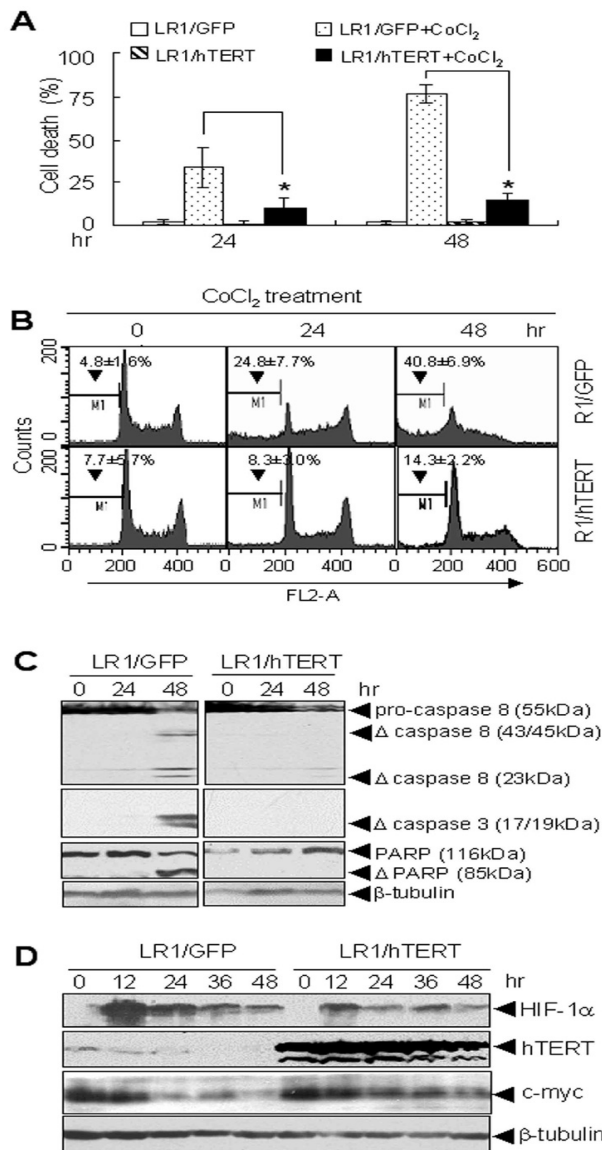 A
LR1/GFP
LR1/GFP+CoCl₂
LR1/hTERT
LR1/hTERT+CoCl₂
Cell death (%)
100
75
50
25
0
*
*
hr
24
48
B
CoCl₂ treatment
0 24 48 hr
Counts
200
0
4.8±1.6%
M1
24.8±7.7%
M1
40.8±6.9%
M1
R1/GFP
200
0
7.7±5.7%
M1
8.3±3.0%
M1
14.3±2.2%
M1
R1/hTERT
0 200 400 0 200 400 0 200 400 600
FL2-A
C
LR1/GFP LR1/hTERT
0 24 48 0 24 48 hr
pro-caspase 8 (55kDa)
Δ caspase 8 (43/45kDa)
Δ caspase 8 (23kDa)
Δ caspase 3 (17/19kDa)
PARP (116kDa)
Δ PARP (85kDa)
β-tubulin
D
LR1/GFP LR1/hTERT
0 12 24 36 48 0 12 24 36 48 hr
HIF-1α
hTERT
c-myc
β-tubulin